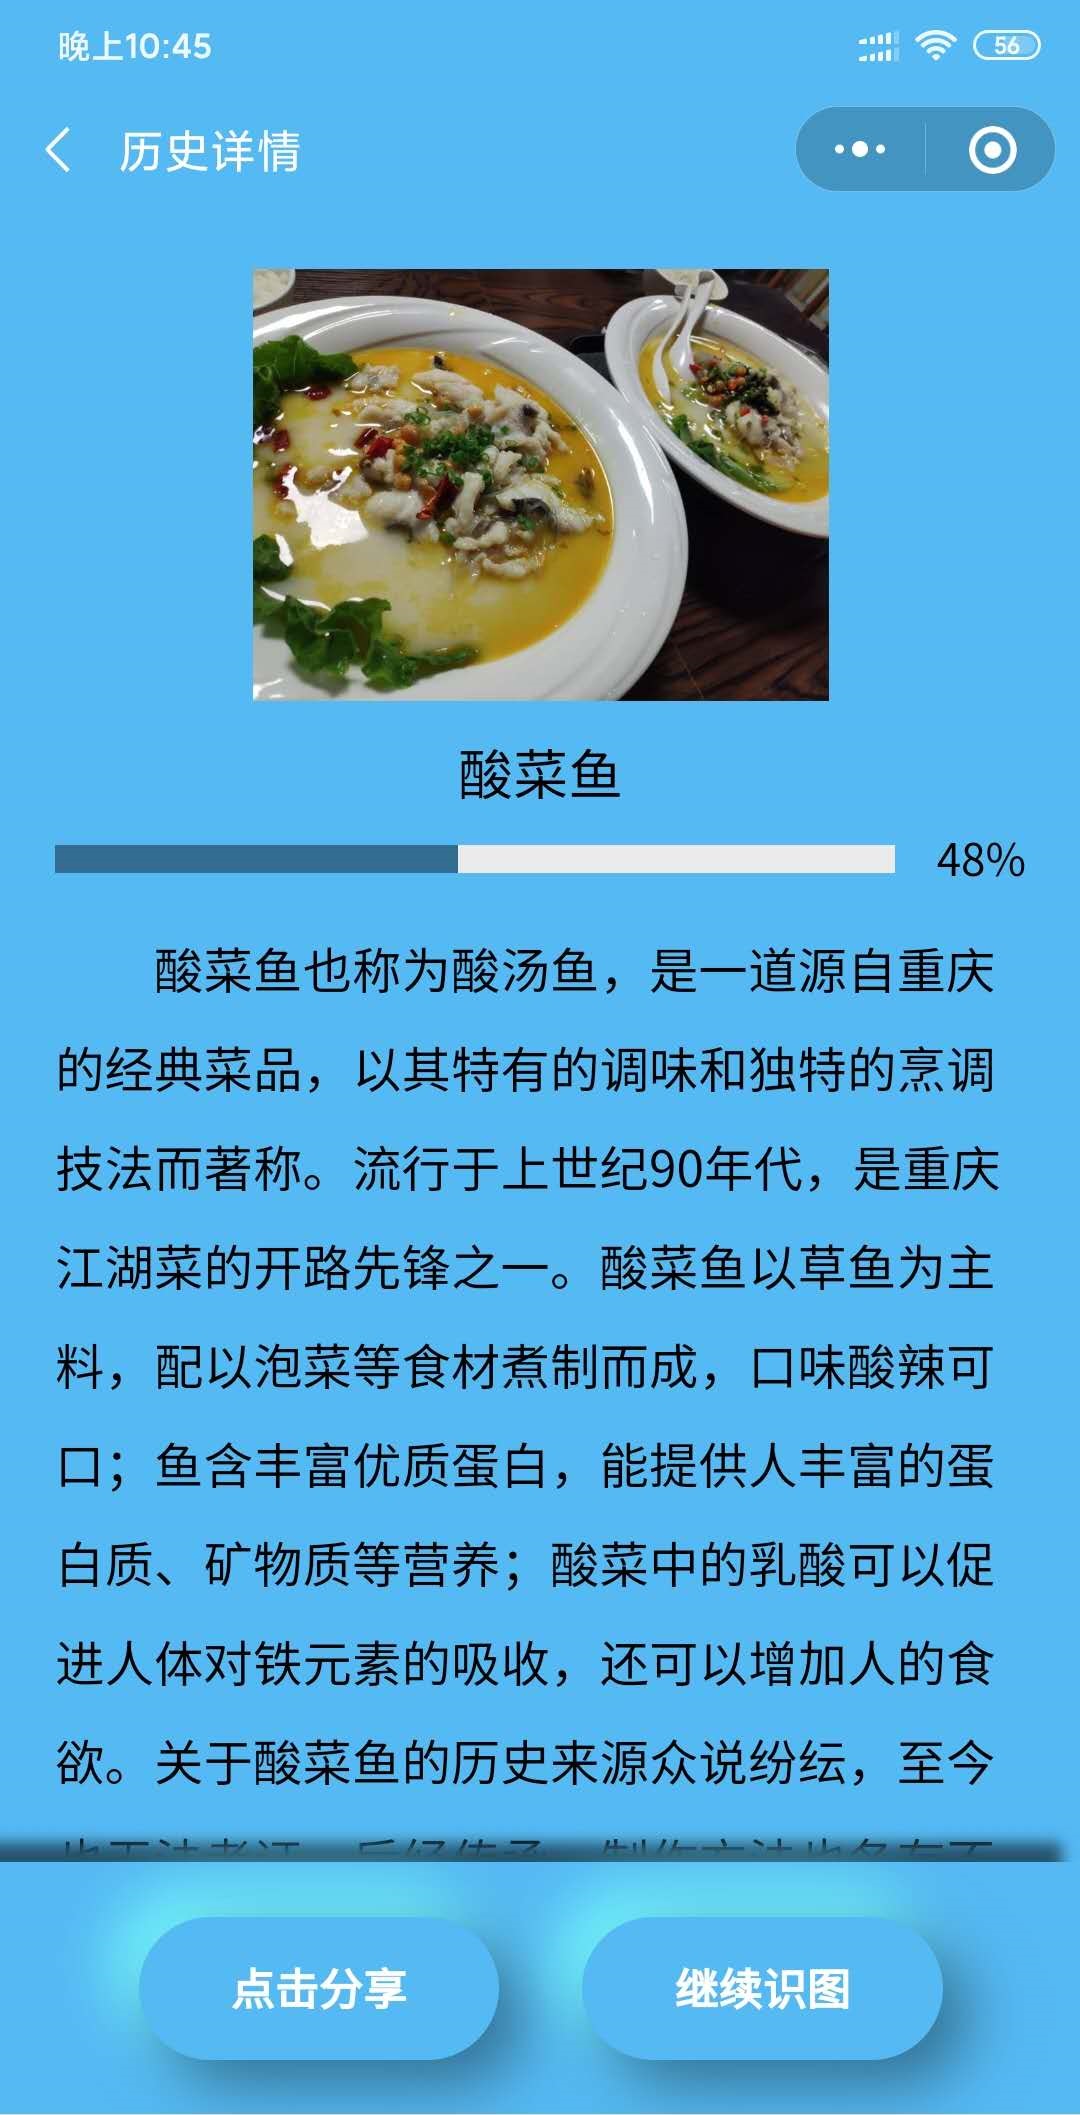 晚上10:45
56
历史详情
酸菜鱼
48%
酸菜鱼也称为酸汤鱼，是一道源自重庆
的经典菜品，以其特有的调味和独特的烹调
技法而著称。流行于上世纪90年代，是重庆
江湖菜的开路先锋之一。酸菜鱼以草鱼为主
料，配以泡菜等食材煮制而成，口味酸辣可
口；鱼含丰富优质蛋白，能提供人丰富的蛋
白质、矿物质等营养；酸菜中的乳酸可以促
进人体对铁元素的吸收，还可以增加人的食
欲。关于酸菜鱼的历史来源众说纷纭，至今
点击分享
继续识图